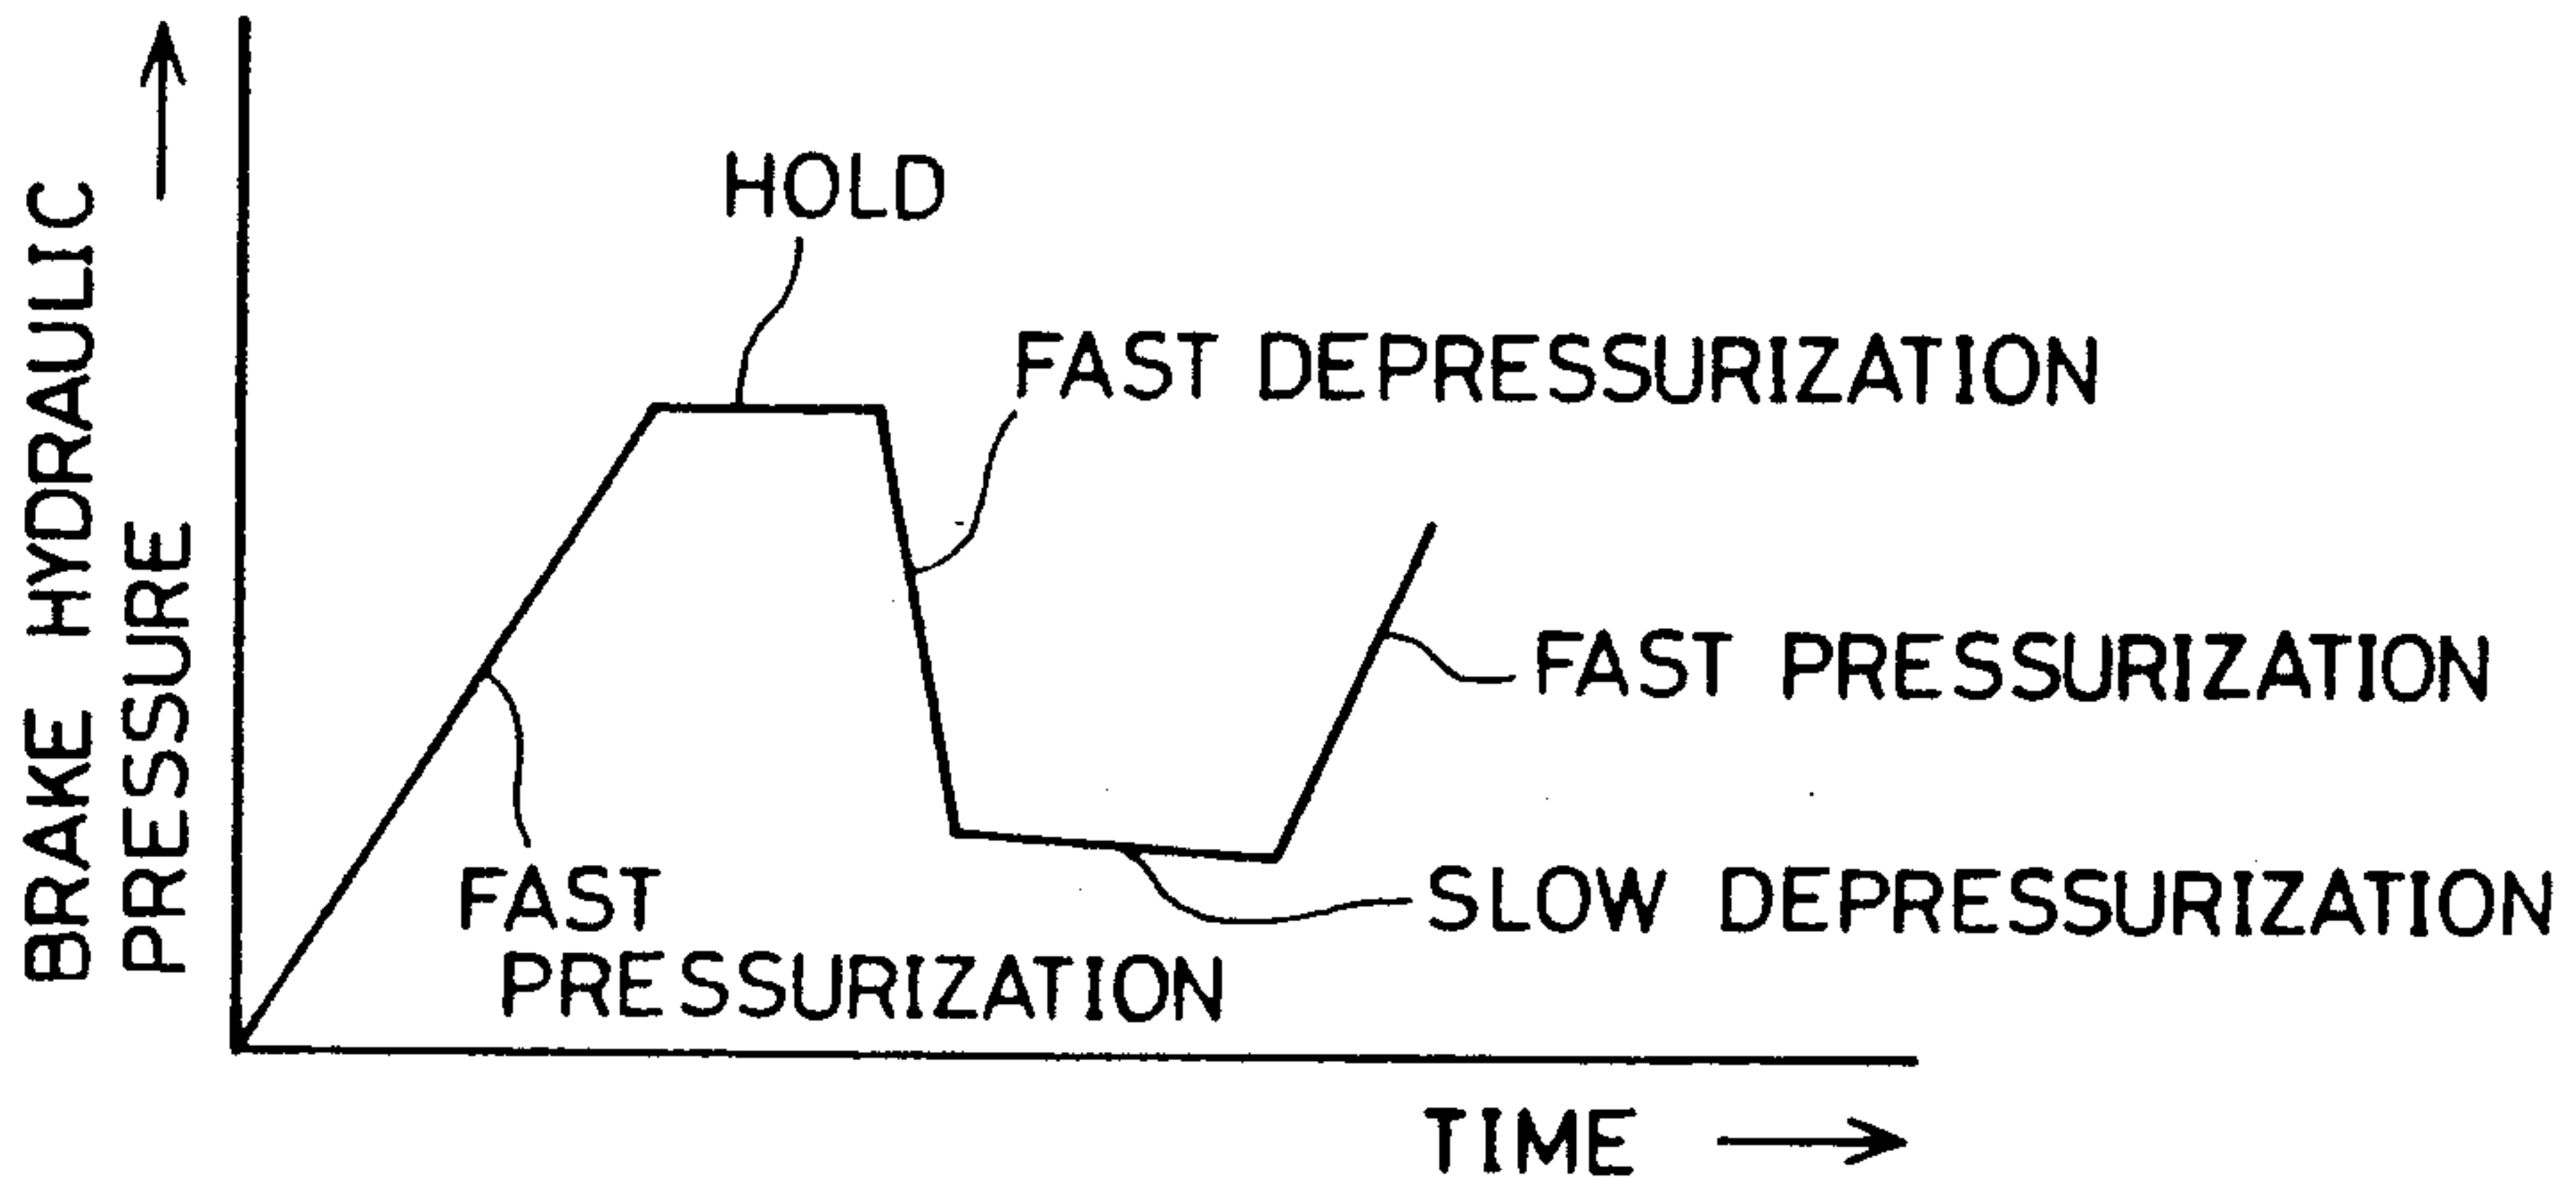 BRAKE HYDRAULIC
PRESSURE
HOLD
FAST DEPRESSURIZATION
FAST PRESSURIZATION
FAST
PRESSURIZATION
SLOW DEPRESSURIZATION
TIME